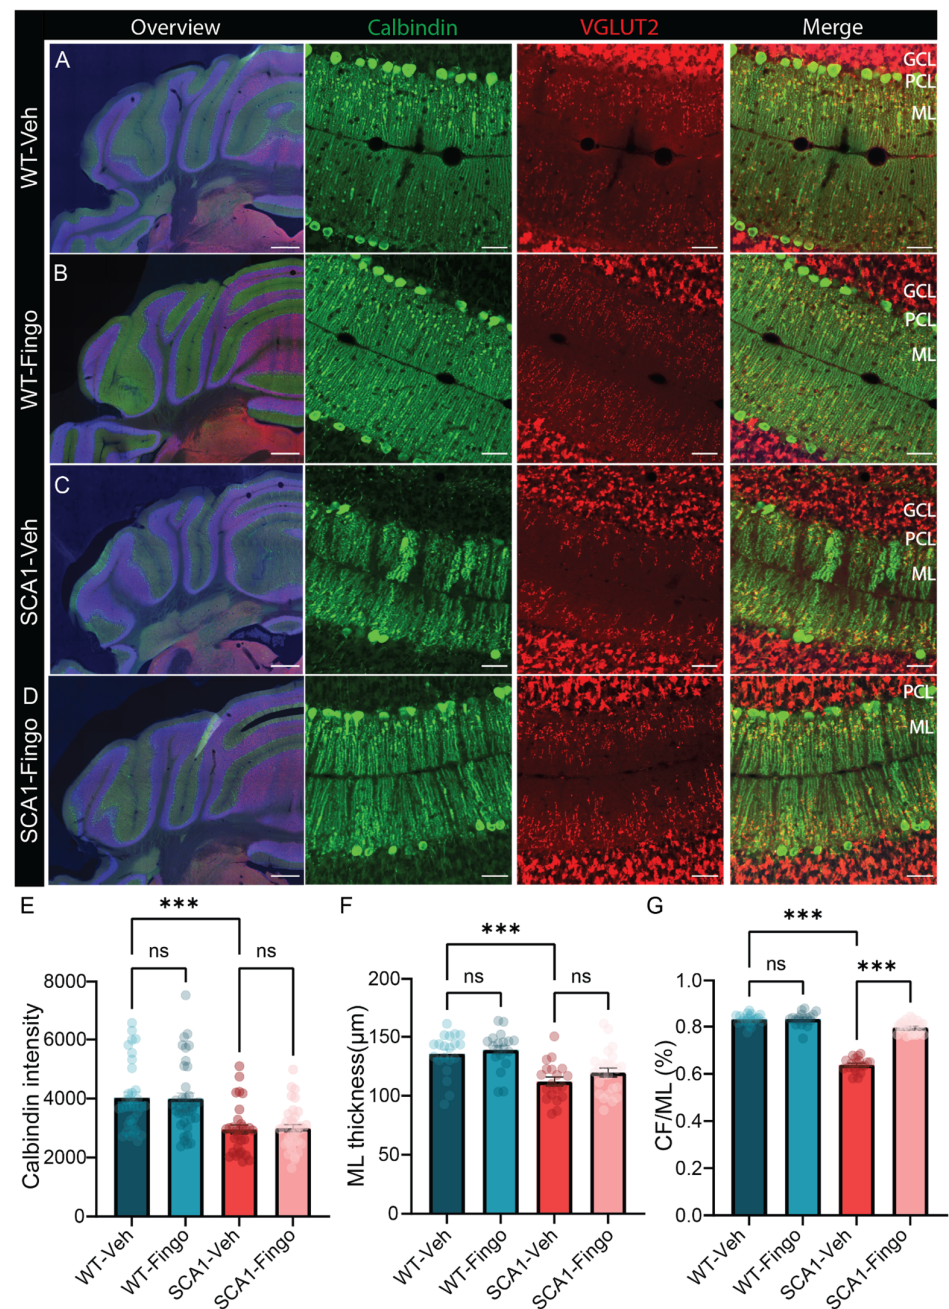 Overview Calbindin VGLUT2 Merge
A
WT-Veh
GCL
PCL
ML
B
WT-Fingo
GCL
PCL
ML
C
SCA1-Veh
GCL
PCL
ML
D
SCA1-Fingo
PCL
ML
E
***
ns ns
Calbindin intensity
8000
6000
4000
2000
0
WT-Veh
WT-Fingo
SCA1-Veh
SCA1-Fingo
F
***
ns ns
ML thickness(µm)
200
150
100
50
0
WT-Veh
WT-Fingo
SCA1-Veh
SCA1-Fingo
G
***
ns ***
CF/ML (%)
1.0
0.8
0.6
0.4
0.2
0.0
WT-Veh
WT-Fingo
SCA1-Veh
SCA1-Fingo